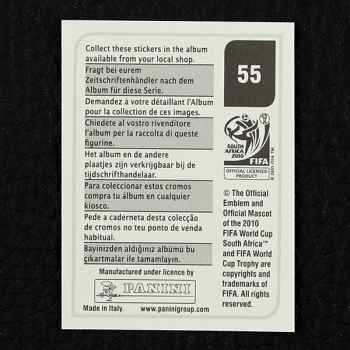 Collect these stickers in the album
available from your local shop.
Fragt bei eurem
Zeitschriftenhändler nach dem
Album für diese Serie.
Demandez à votre détaillant l'Album
pour la collection de ces images.
Chiedete al vostro rivenditore
l'album per la raccolta di queste
figurine.
Het album en de andere
plaatjes zijn verkrijgbaar bij de
tijdschrifthandelaar.
Para coleccionar estos cromos
compra tu álbum en cualquier
kiosco.
Pede a caderneta desta colecção
de cromos no teu ponto de venda
habitual.
Bayinizden aldığınız albümü bu
çıkartmalar ile tamamlayın.
Manufactured under licence by
PANINI
Made in Italy. www.paninigroup.com
55
SOUTH AFRICA
2010
FIFA
© 2005 FIFA TM
OFFICIAL LICENSED
PRODUCT
© The Official
Emblem and
Official Mascot
of the 2010
FIFA World Cup
South Africa™
and FIFA World
Cup Trophy are
copyrights and
trademarks of
FIFA. All rights
reserved.